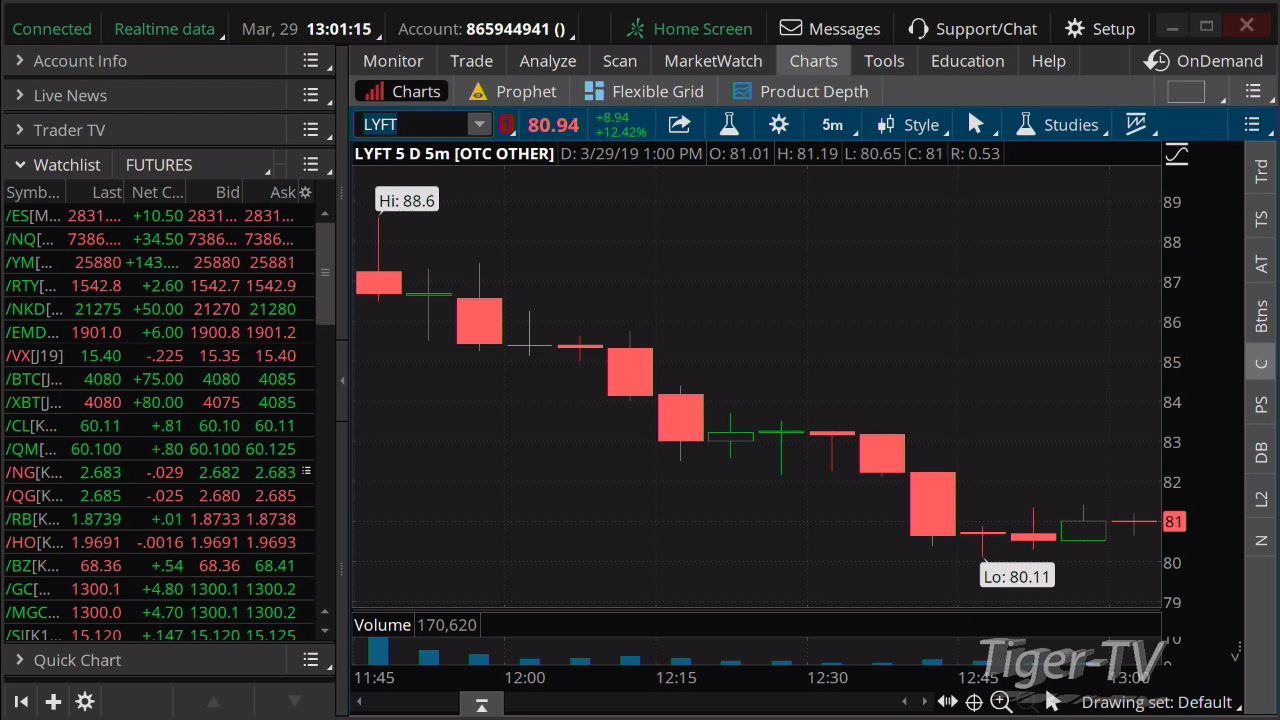 Connected Realtime data Mar, 29 13:01:15 Account: 865944941 () Home Screen Messages Support/Chat Setup
Account Info
Live News
Trader TV
Watchlist FUTURES
Symb... Last Net C... Bid Ask
/ES[M... 2831.... +10.50 2831... 2831...
/NQ[... 7386.... +34.50 7386... 7386...
/YM[... 25880 +143.... 25880 25881
/RTY[... 1542.8 +2.60 1542.7 1542.9
/NKD[... 21275 +50.00 21270 21280
/EMD... 1901.0 +6.00 1900.8 1901.2
/VX[J19] 15.40 -.225 15.35 15.40
/BTC[J... 4080 +75.00 4080 4085
/XBT[J... 4080 +80.00 4075 4085
/CL[K... 60.11 +.81 60.10 60.11
/QM[... 60.100 +.80 60.100 60.125
/NG[K... 2.683 -.029 2.682 2.683
/QG[K... 2.685 -.025 2.680 2.685
/RB[K... 1.8739 +.01 1.8733 1.8738
/HO[K... 1.9691 -.0016 1.9691 1.9693
/BZ[K... 68.36 +.54 68.36 68.41
/GC[... 1300.1 +4.80 1300.1 1300.2
/MGC... 1300.0 +4.70 1300.1 1300.2
/SI[K1... 15.120 +.147 15.120 15.125
Quick Chart
Monitor Trade Analyze Scan MarketWatch Charts Tools Education Help OnDemand
Charts Prophet Flexible Grid Product Depth
LYFT 80.94 +8.94 +12.42% 5m Style Studies
LYFT 5 D 5m [OTC OTHER] D: 3/29/19 1:00 PM O: 81.01 H: 81.19 L: 80.65 C: 81 R: 0.53
Hi: 88.6
89
88
87
86
85
84
83
82
81
80
79
Lo: 80.11
Volume 170,620
10
11:45 12:00 12:15 12:30 12:45 13:00
Tiger-TV
Drawing set: Default
Trd
TS
AT
Btns
C
PS
DB
L2
N